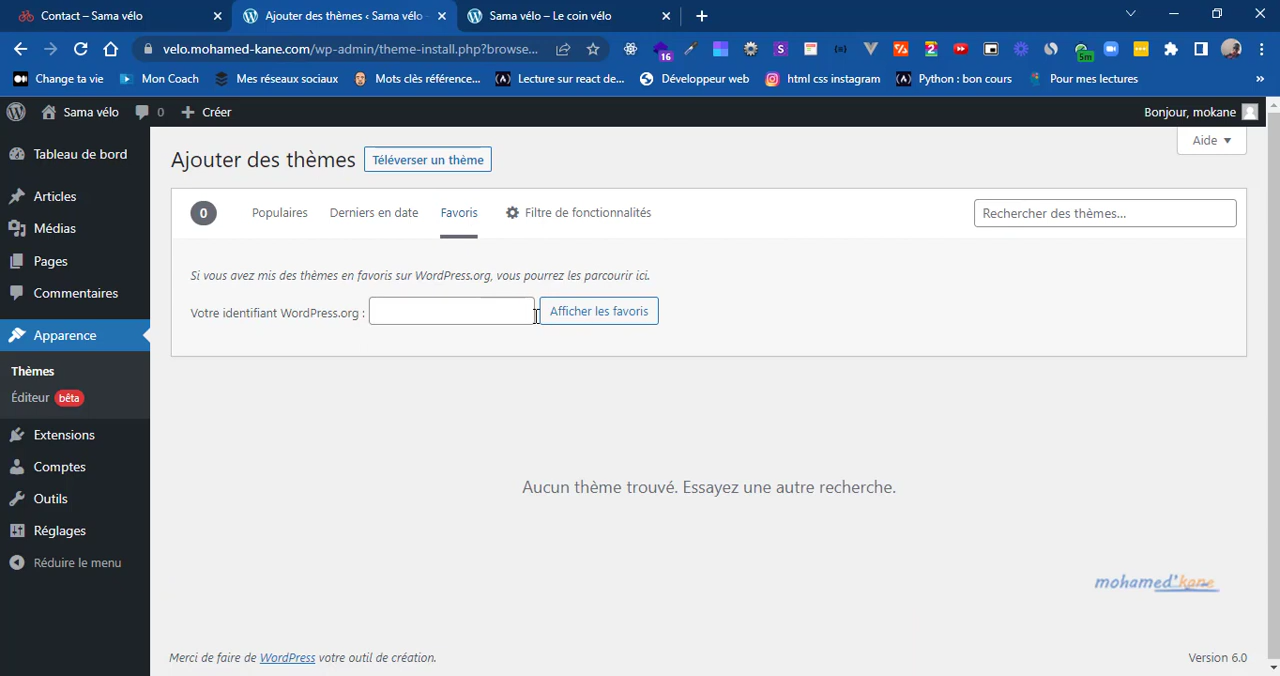 Contact – Sama vélo
Ajouter des thèmes ‹ Sama vélo
Sama vélo – Le coin vélo
velo.mohamed-kane.com/wp-admin/theme-install.php?browse...
16
2
5m
Change ta vie
Mon Coach
Mes réseaux sociaux
Mots clés référence...
Lecture sur react de...
Développeur web
html css instagram
Python : bon cours
Pour mes lectures
»
Sama vélo
0
Créer
Bonjour, mokane
Tableau de bord
Articles
Médias
Pages
Commentaires
Apparence
Thèmes
Éditeur bêta
Extensions
Comptes
Outils
Réglages
Réduire le menu
Aide
Ajouter des thèmes
Téléverser un thème
0
Populaires
Derniers en date
Favoris
Filtre de fonctionnalités
Rechercher des thèmes...
Si vous avez mis des thèmes en favoris sur WordPress.org, vous pourrez les parcourir ici.
Votre identifiant WordPress.org :
Afficher les favoris
Aucun thème trouvé. Essayez une autre recherche.
mohamed'kane
Merci de faire de WordPress votre outil de création.
Version 6.0